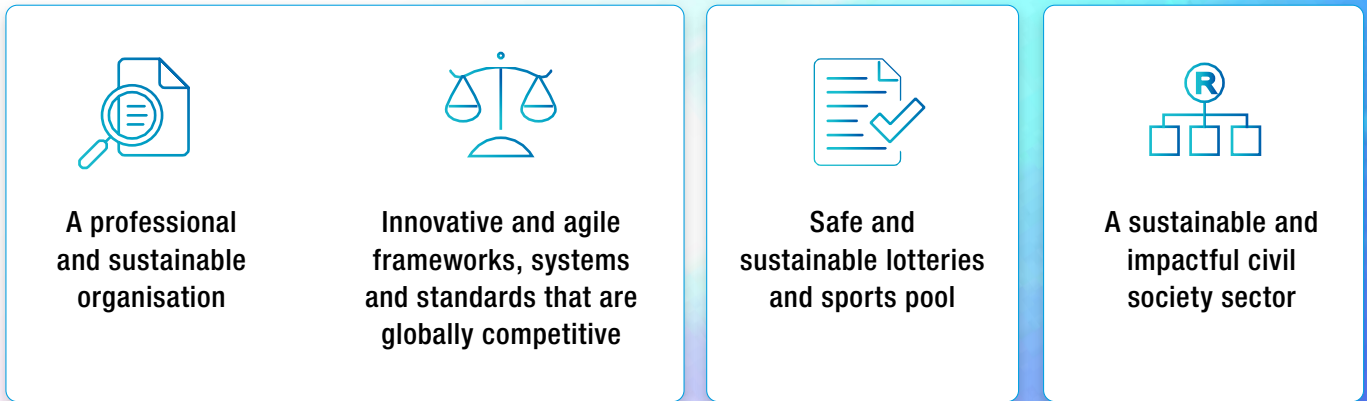 A professional
and sustainable
organisation
Innovative and agile
frameworks, systems
and standards that are
globally competitive
Safe and
sustainable lotteries
and sports pool
R
A sustainable and
impactful civil
society sector